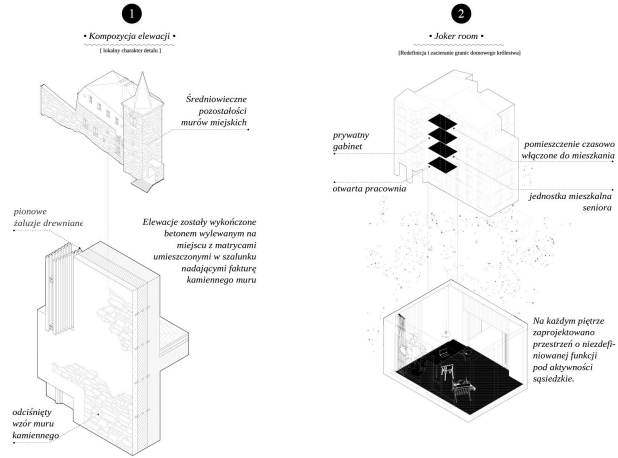 1
• Kompozycja elewacji •
[ lokalny charakter detalu ]
Średniowieczne
pozostałości
murów miejskich
pionowe
żaluzje drewniane
Elewacje zostały wykończone
betonem wylewanym na
miejscu z matrycami
umieszczonymi w szalunku
nadającymi fakturę
kamiennego muru
odciśnięty
wzór muru
kamiennego
2
• Joker room •
[Redefinicja i zacieranie granic domowego królestwa]
prywatny
gabinet
otwarta pracownia
pomieszczenie czasowo
włączone do mieszkania
jednostka mieszkalna
seniora
Na każdym piętrze
zaprojektowano
przestrzeń o niezdefi-
niowanej funkcji
pod aktywności
sąsiedzkie.